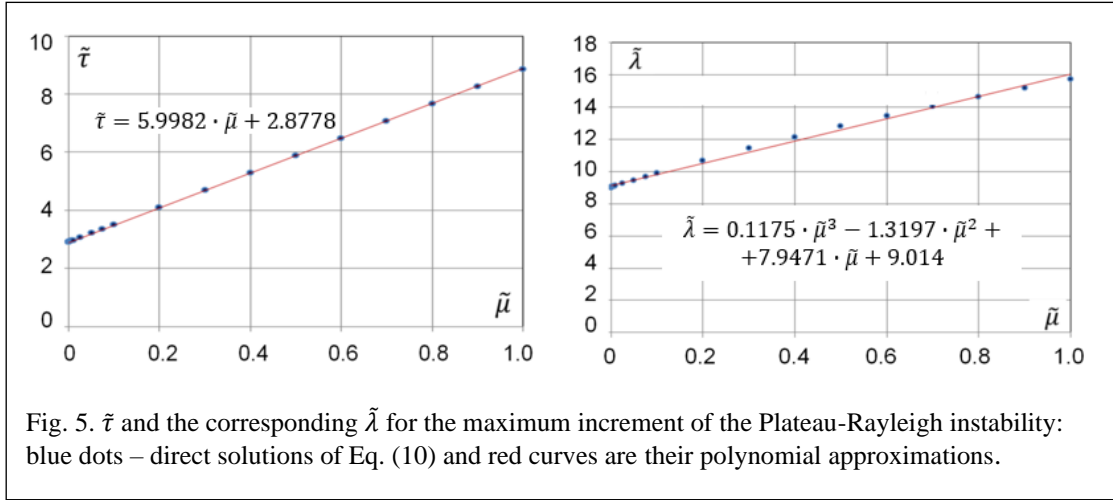 10
8
6
4
2
0
τ̃
τ̃ = 5.9982 · μ̃ + 2.8778
μ̃
0 0.2 0.4 0.6 0.8 1.0
18
16
14
12
10
8
6
4
2
0
λ̃
λ̃ = 0.1175 · μ̃³ − 1.3197 · μ̃² +
+7.9471 · μ̃ + 9.014
μ̃
0 0.2 0.4 0.6 0.8 1.0
Fig. 5. τ̃ and the corresponding λ̃ for the maximum increment of the Plateau-Rayleigh instability:
blue dots – direct solutions of Eq. (10) and red curves are their polynomial approximations.